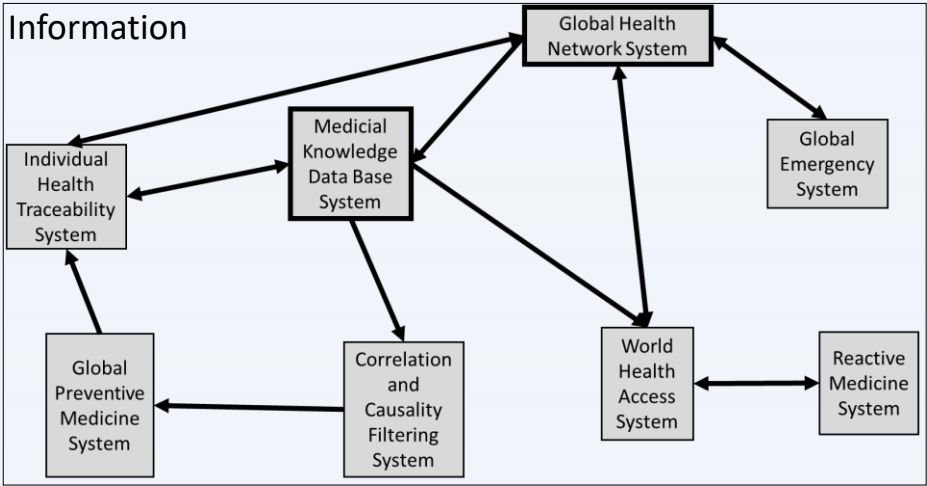 Information
Global Health
Network System
Medicial
Knowledge
Data Base
System
Global
Emergency
System
Individual
Health
Traceability
System
Global
Preventive
Medicine
System
Correlation
and
Causality
Filtering
System
World
Health
Access
System
Reactive
Medicine
System